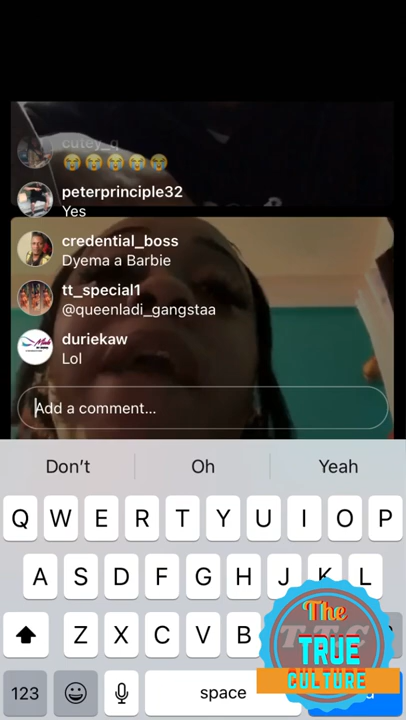 cutey_q
😭😭😭😭😭
peterprinciple32
Yes
credential_boss
Dyema a Barbie
tt_special1
@queenladi_gangstaa
duriekaw
Lol
Add a comment...
Don't Oh Yeah
Q W E R T Y U I O P
A S D F G H J K L
Z X C V B
123 space
The
TRUE
CULTURE